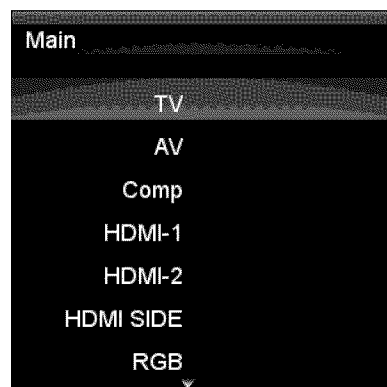 Main
TV
AV
Comp
HDMI-1
HDMI-2
HDMI SIDE
RGB